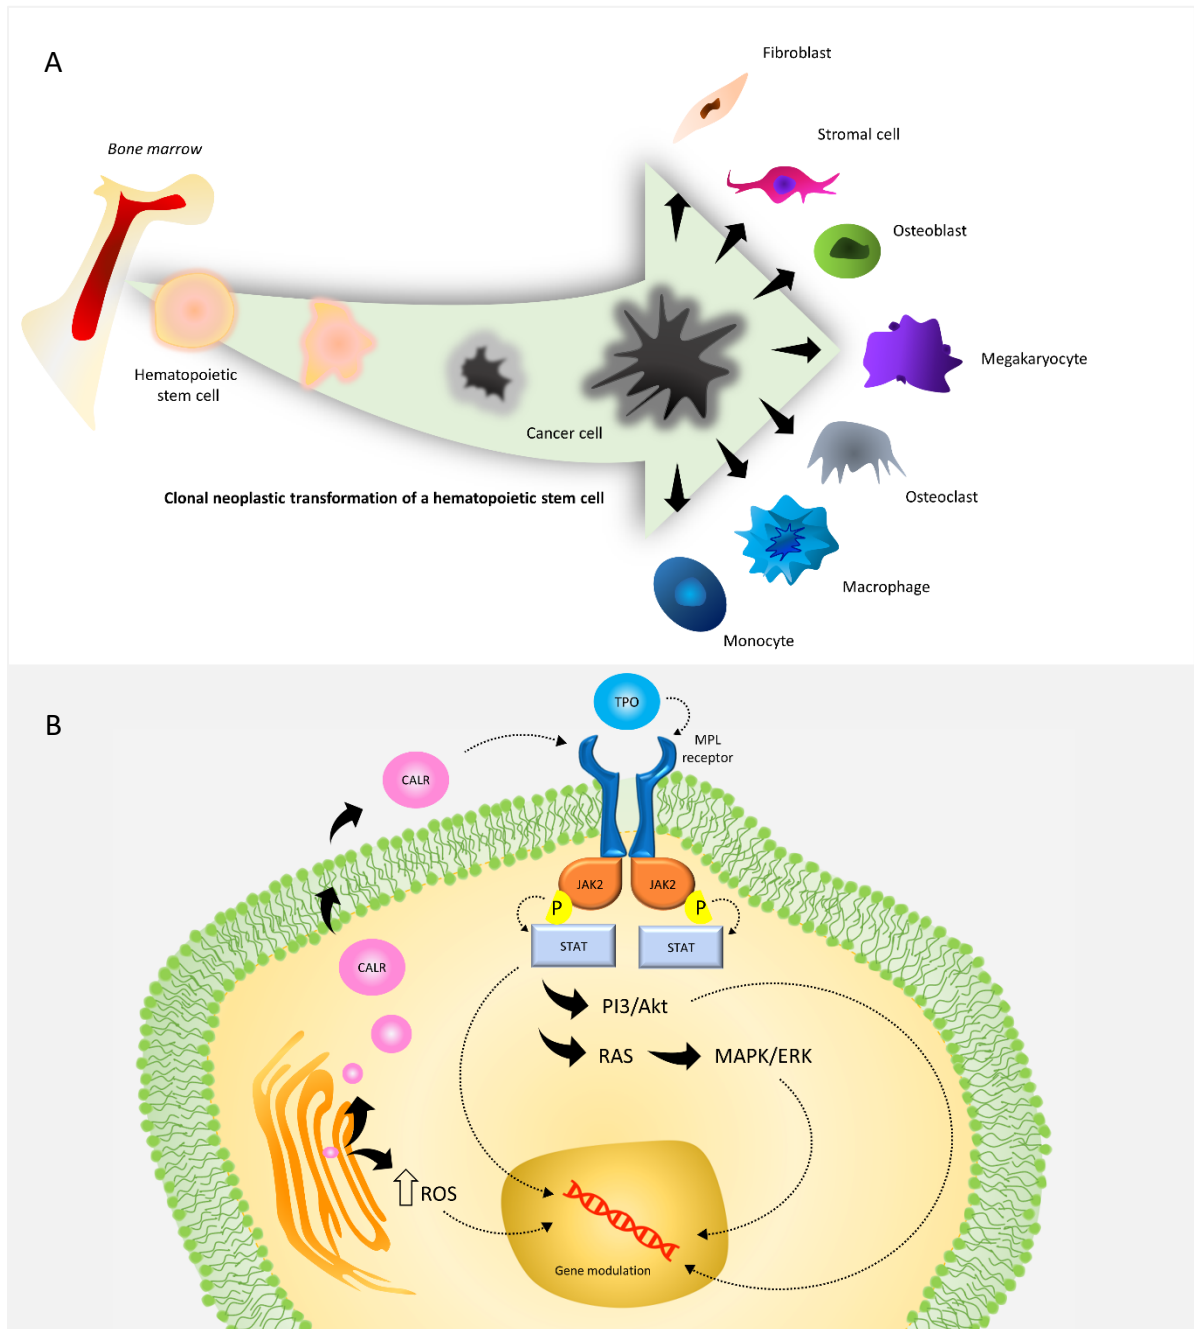 A
Fibroblast
Stromal cell
Bone marrow
Osteoblast
Megakaryocyte
Hematopoietic
stem cell
Cancer cell
Osteoclast
Clonal neoplastic transformation of a hematopoietic stem cell
Macrophage
Monocyte
B
TPO
MPL
receptor
CALR
JAK2
JAK2
P
P
STAT
STAT
CALR
PI3/Akt
RAS
MAPK/ERK
ROS
Gene modulation